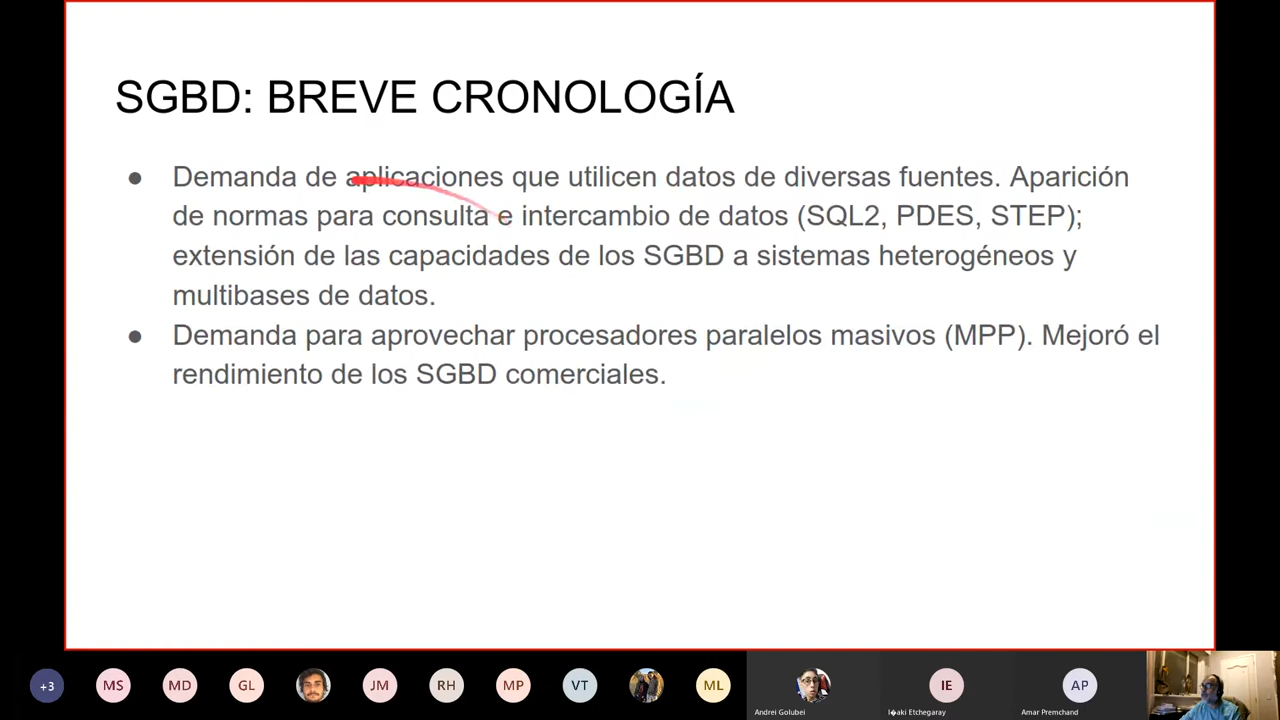 SGBD: BREVE CRONOLOGÍA
● Demanda de aplicaciones que utilicen datos de diversas fuentes. Aparición
de normas para consulta e intercambio de datos (SQL2, PDES, STEP);
extensión de las capacidades de los SGBD a sistemas heterogéneos y
multibases de datos.
● Demanda para aprovechar procesadores paralelos masivos (MPP). Mejoró el
rendimiento de los SGBD comerciales.
+3 MS MD GL JM RH MP VT ML IE AP
Andrei Golubei I�aki Etchegaray Amar Premchand